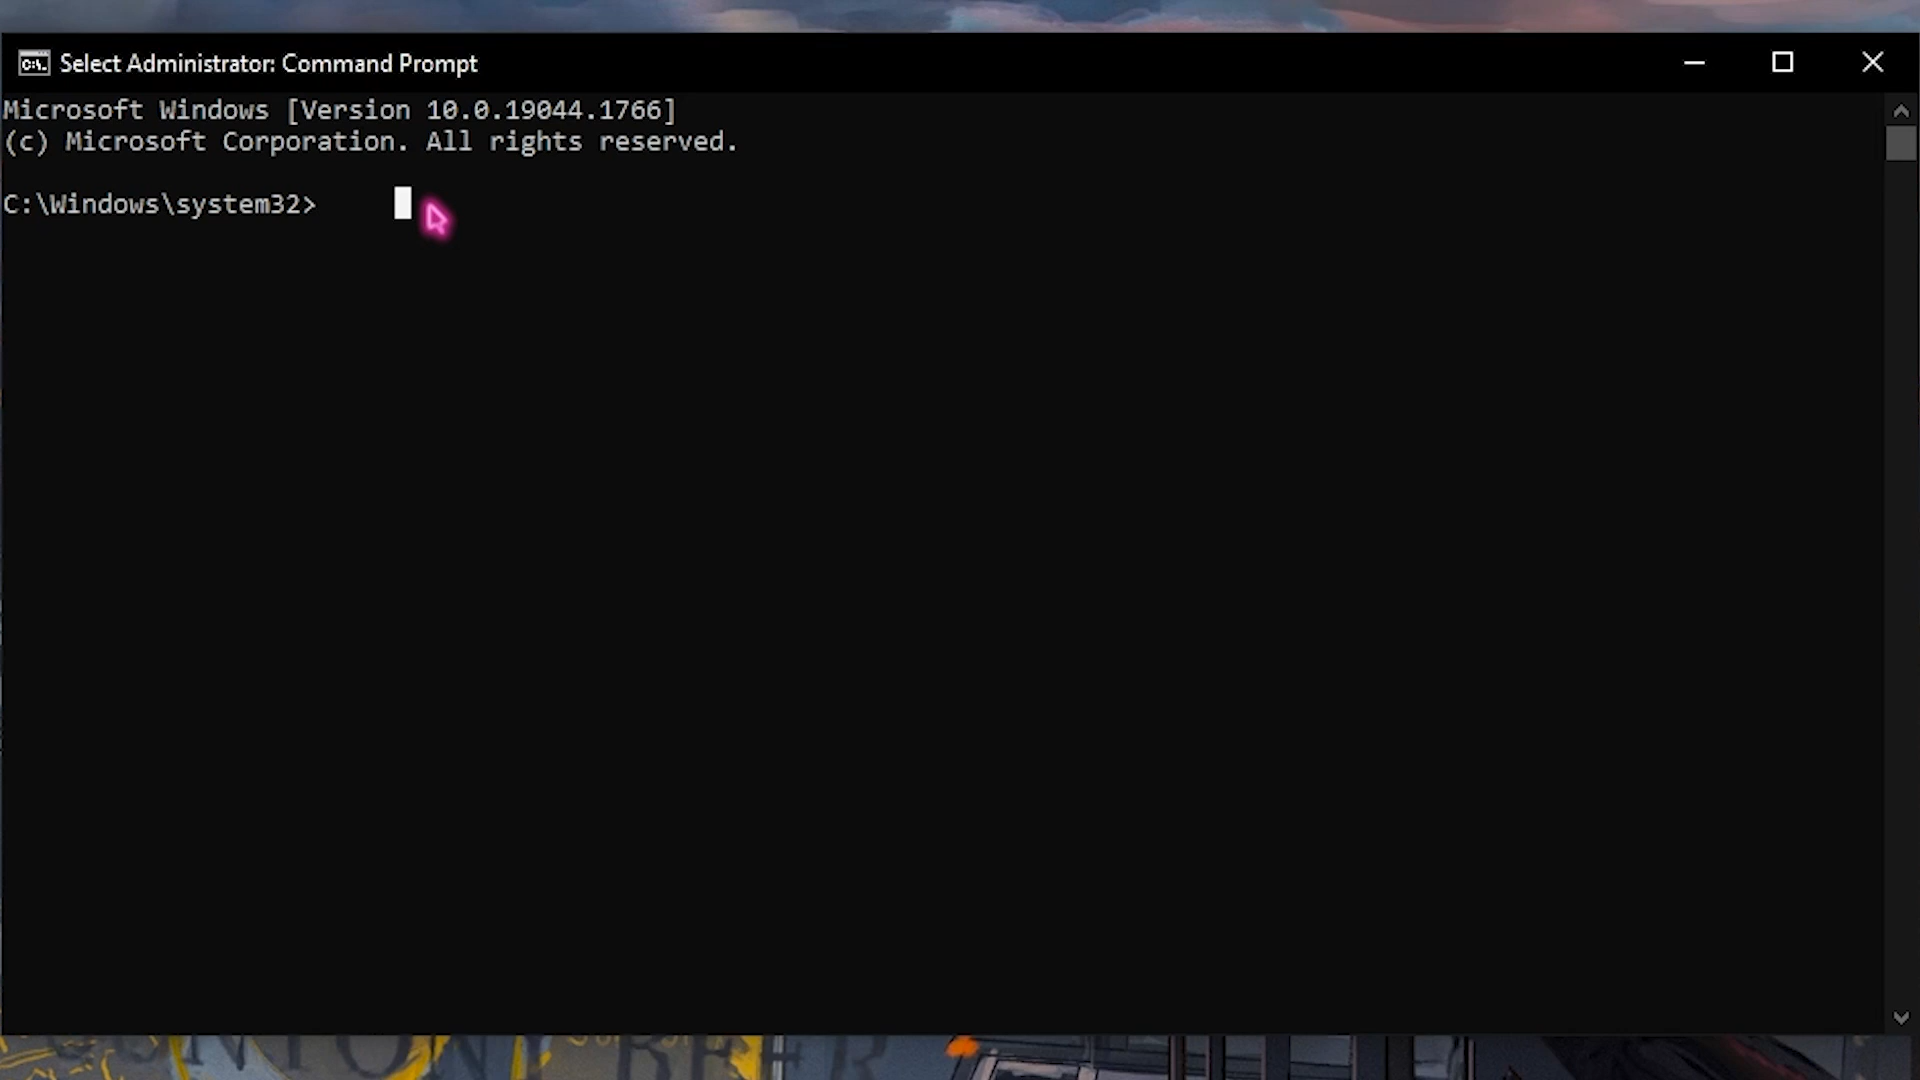 Select Administrator: Command Prompt
Microsoft Windows [Version 10.0.19044.1766]
(c) Microsoft Corporation. All rights reserved.
C:\Windows\system32>